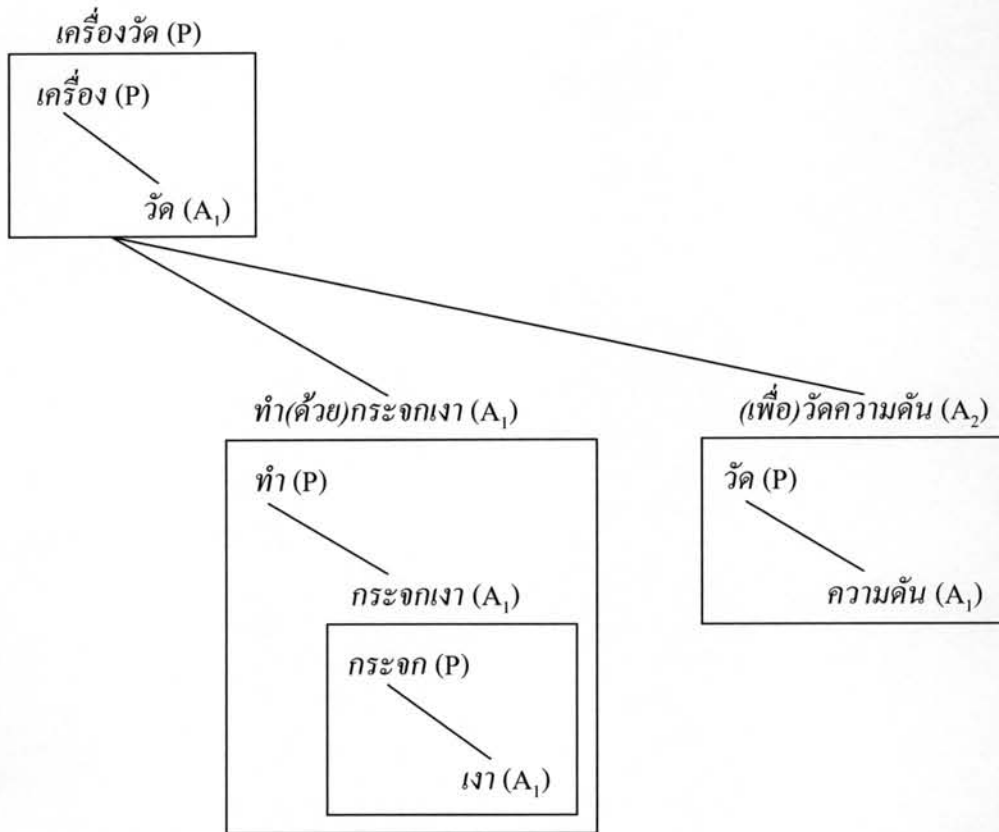 เครื่องวัด (P)
เครื่อง (P)
วัด (A₁)
ทำ(ด้วย)กระจกเงา (A₁)
(เพื่อ)วัดความดัน (A₂)
ทำ (P)
วัด (P)
กระจกเงา (A₁)
ความดัน (A₁)
กระจก (P)
เงา (A₁)